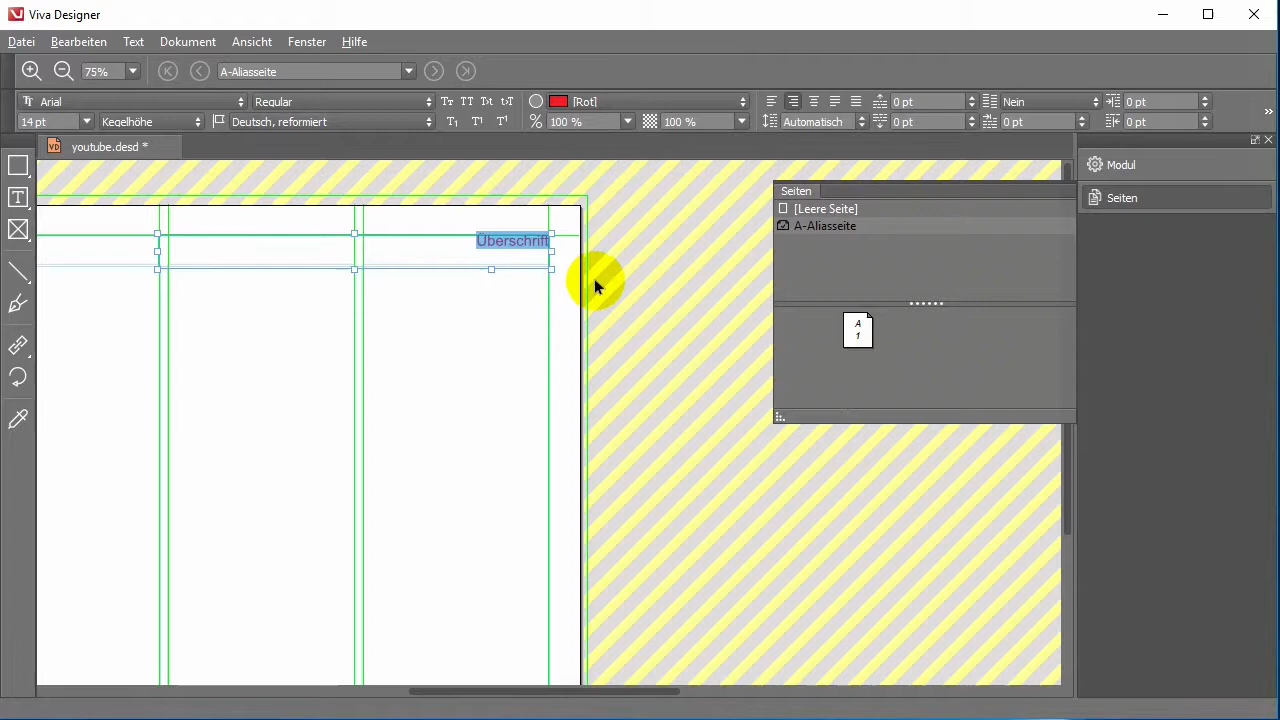 Viva Designer
Datei Bearbeiten Text Dokument Ansicht Fenster Hilfe
75% A-Aliasseite
Arial Regular [Rot] 0 pt Nein 0 pt
14 pt Kegelhöhe Deutsch, reformiert % 100 % 100 % Automatisch 0 pt 0 pt 0 pt
youtube.desd *
Modul
Seiten
Seiten
[Leere Seite]
A-Aliasseite
Überschrift
A
1